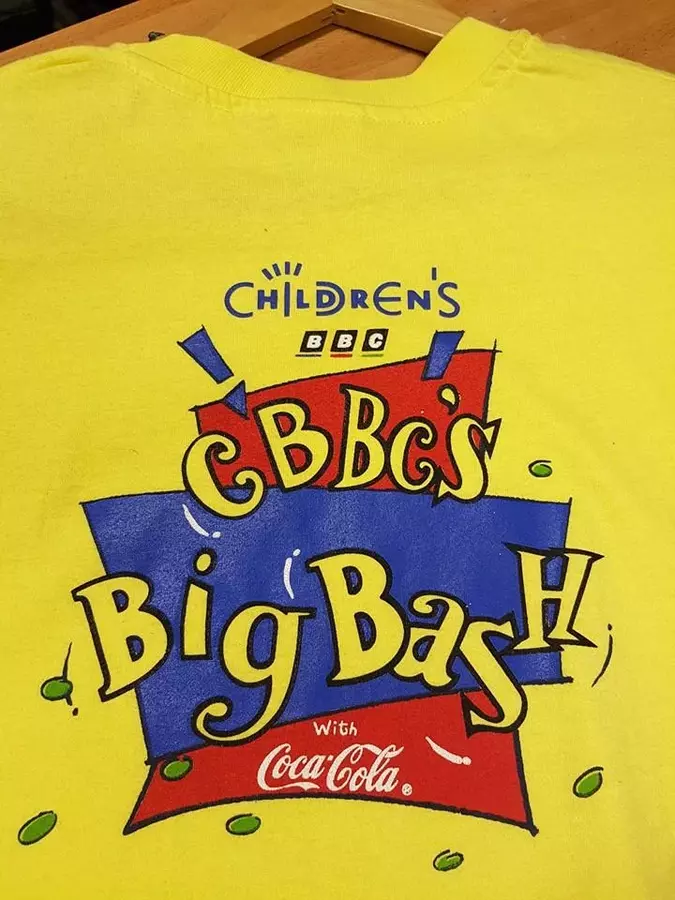 CHILDREN'S
BBC
CBBC's
Big BasH
With
Coca-Cola®